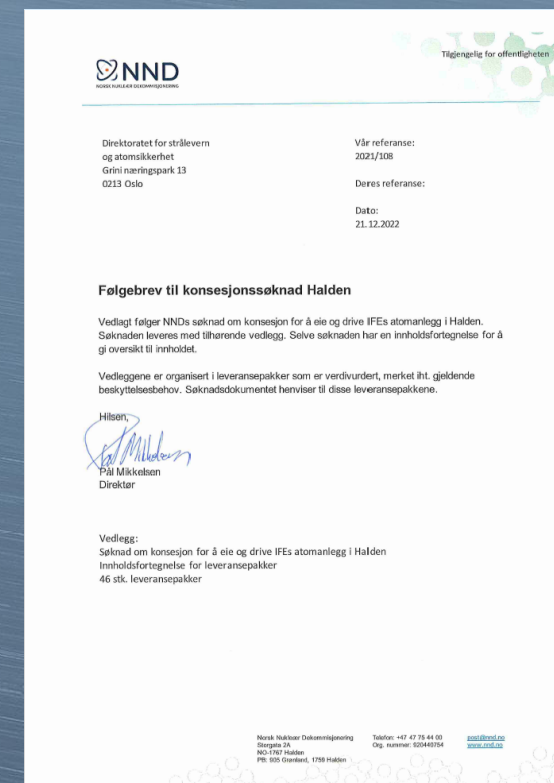 Tilgjengelig for offentligheten
NND
NORSK NUKLEÆR DEKOMMISJONERING
Direktoratet for strålevern
og atomsikkerhet
Grini næringspark 13
0213 Oslo
Vår referanse:
2021/108
Deres referanse:
Dato:
21.12.2022
Følgebrev til konsesjonssøknad Halden
Vedlagt følger NNDs søknad om konsesjon for å eie og drive IFEs atomanlegg i Halden.
Søknaden leveres med tilhørende vedlegg. Selve søknaden har en innholdsfortegnelse for å
gi oversikt til innholdet.
Vedleggene er organisert i leveransepakker som er verdivurdert, merket iht. gjeldende
beskyttelsesbehov. Søknadsdokumentet henviser til disse leveransepakkene.
Hilsen,
Pål Mikkelsen
Pål Mikkelsen
Direktør
Vedlegg:
Søknad om konsesjon for å eie og drive IFEs atomanlegg i Halden
Innholdsfortegnelse for leveransepakker
46 stk. leveransepakker
Norsk Nukleær Dekommisjonering
Storgata 2A
NO-1767 Halden
PB: 935 Grønland, 1759 Halden
Telefon: +47 47 75 44 00
Org. nummer: 920440754
post@nnd.no
www.nnd.no